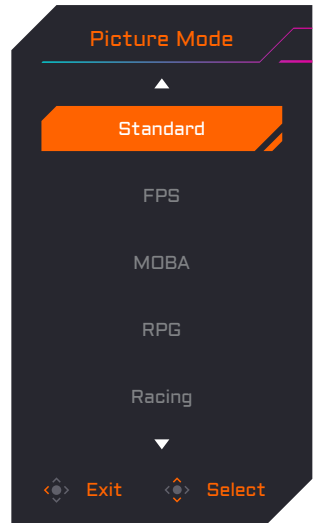 Picture Mode
Standard
FPS
MOBA
RPG
Racing
Exit Select